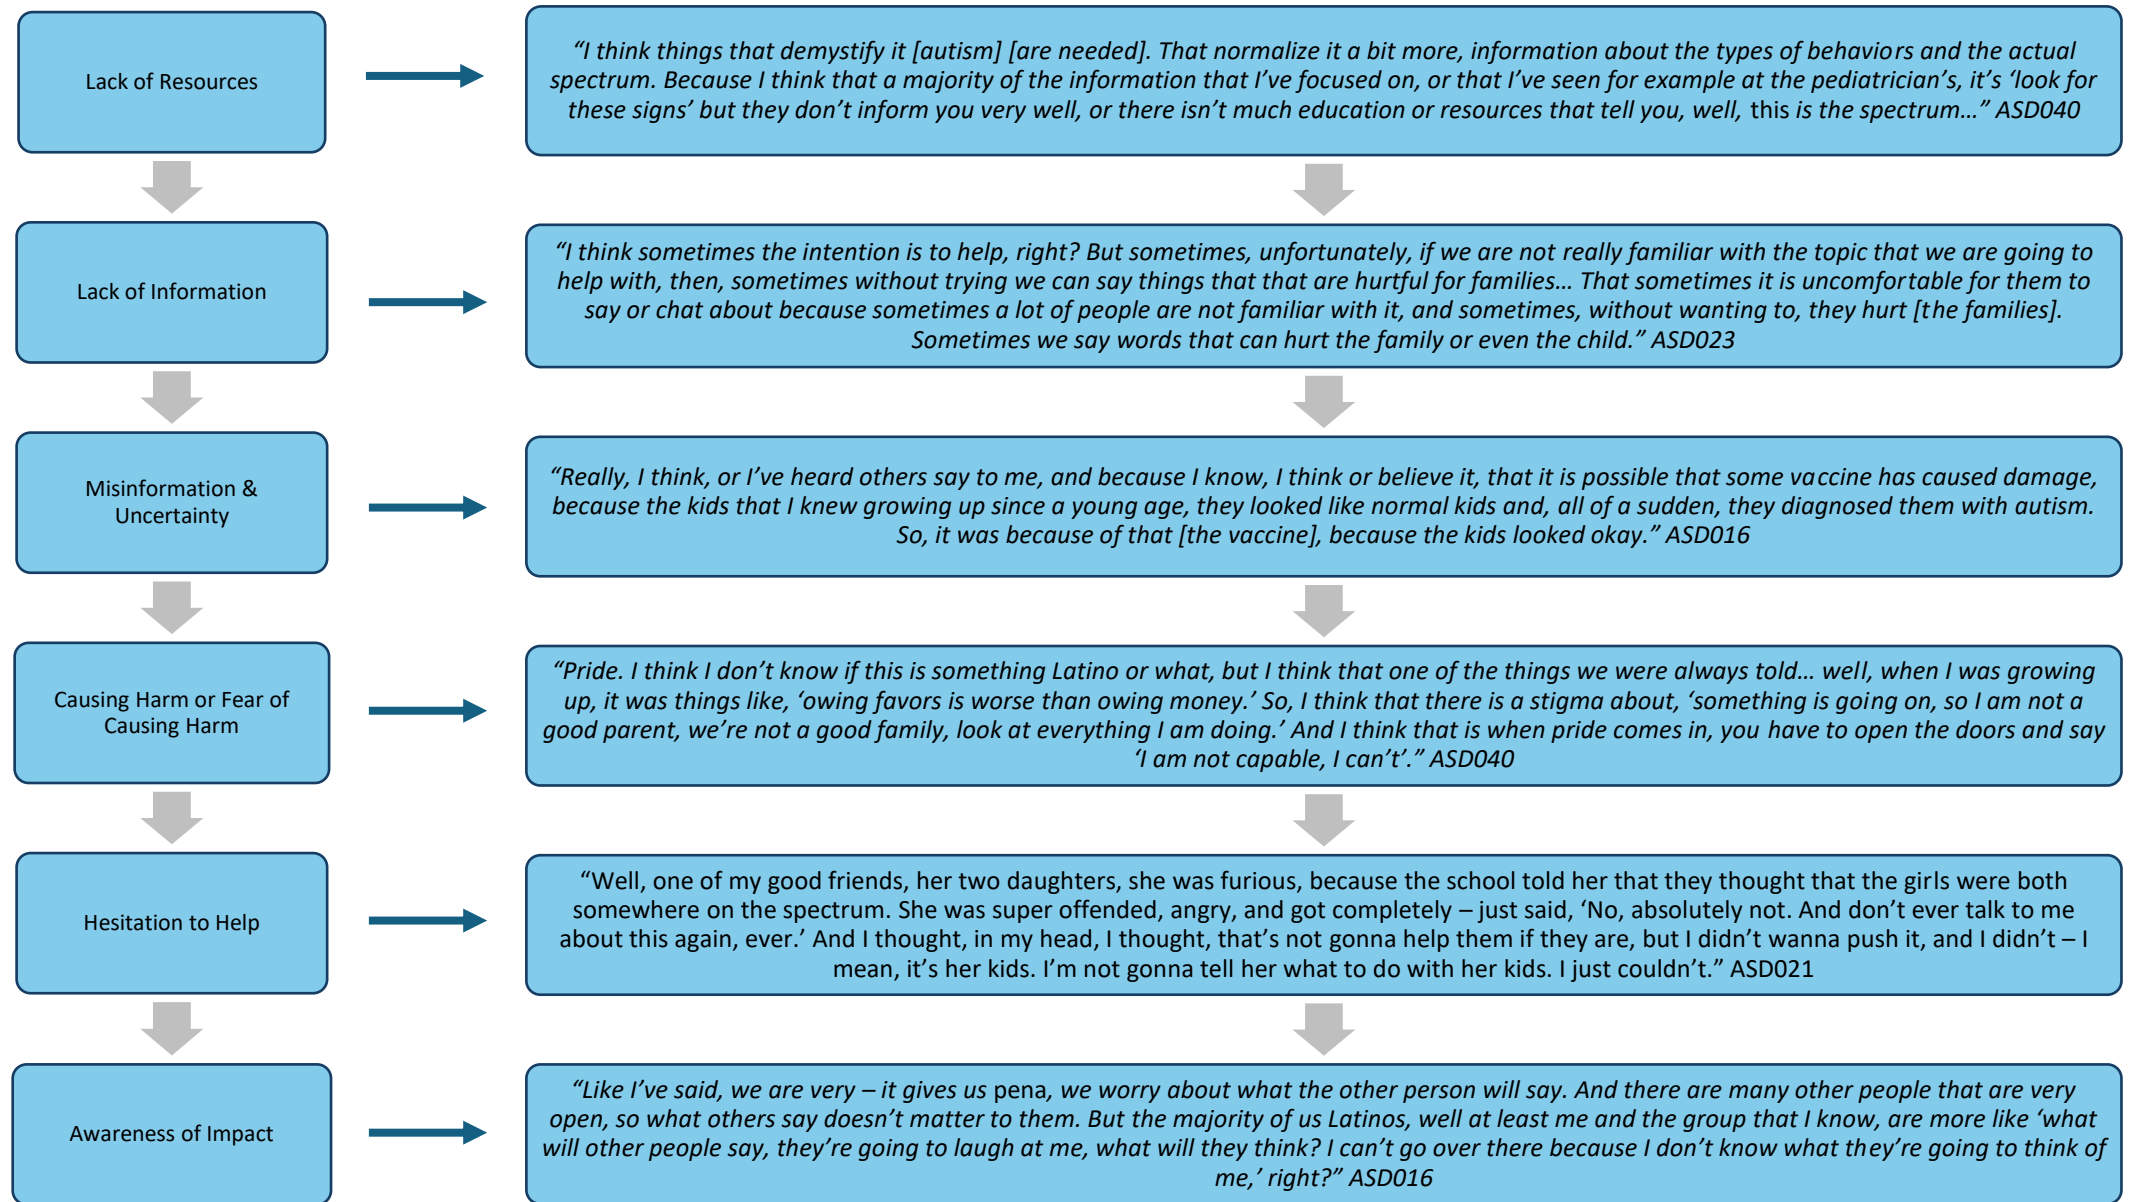 Lack of Resources
“I think things that demystify it [autism] [are needed]. That normalize it a bit more, information about the types of behaviors and the actual
spectrum. Because I think that a majority of the information that I’ve focused on, or that I’ve seen for example at the pediatrician’s, it’s ‘look for
these signs’ but they don’t inform you very well, or there isn’t much education or resources that tell you, well, this is the spectrum…” ASD040
Lack of Information
“I think sometimes the intention is to help, right? But sometimes, unfortunately, if we are not really familiar with the topic that we are going to
help with, then, sometimes without trying we can say things that that are hurtful for families… That sometimes it is uncomfortable for them to
say or chat about because sometimes a lot of people are not familiar with it, and sometimes, without wanting to, they hurt [the families].
Sometimes we say words that can hurt the family or even the child.” ASD023
Misinformation &
Uncertainty
“Really, I think, or I’ve heard others say to me, and because I know, I think or believe it, that it is possible that some vaccine has caused damage,
because the kids that I knew growing up since a young age, they looked like normal kids and, all of a sudden, they diagnosed them with autism.
So, it was because of that [the vaccine], because the kids looked okay.” ASD016
Causing Harm or Fear of
Causing Harm
“Pride. I think I don’t know if this is something Latino or what, but I think that one of the things we were always told… well, when I was growing
up, it was things like, ‘owing favors is worse than owing money.’ So, I think that there is a stigma about, ‘something is going on, so I am not a
good parent, we’re not a good family, look at everything I am doing.’ And I think that is when pride comes in, you have to open the doors and say
‘I am not capable, I can’t’.” ASD040
Hesitation to Help
“Well, one of my good friends, her two daughters, she was furious, because the school told her that they thought that the girls were both
somewhere on the spectrum. She was super offended, angry, and got completely – just said, ‘No, absolutely not. And don’t ever talk to me
about this again, ever.’ And I thought, in my head, I thought, that’s not gonna help them if they are, but I didn’t wanna push it, and I didn’t – I
mean, it’s her kids. I’m not gonna tell her what to do with her kids. I just couldn’t.” ASD021
Awareness of Impact
“Like I’ve said, we are very – it gives us pena, we worry about what the other person will say. And there are many other people that are very
open, so what others say doesn’t matter to them. But the majority of us Latinos, well at least me and the group that I know, are more like ‘what
will other people say, they’re going to laugh at me, what will they think? I can’t go over there because I don’t know what they’re going to think of
me,’ right?” ASD016